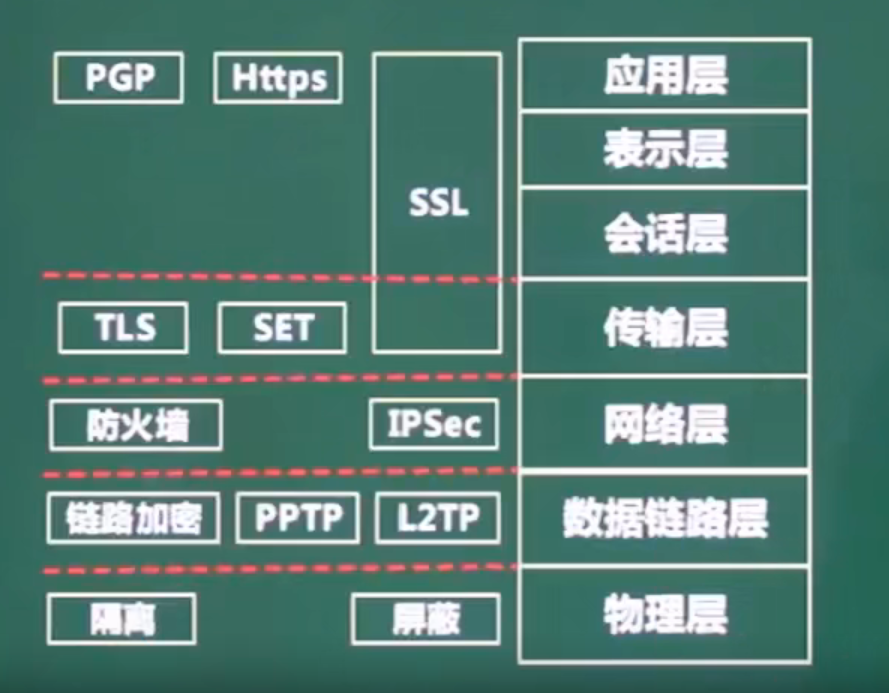 PGP Https 应用层
表示层
SSL 会话层
TLS SET 传输层
防火墙 IPSec 网络层
链路加密 PPTP L2TP 数据链路层
隔离 屏蔽 物理层